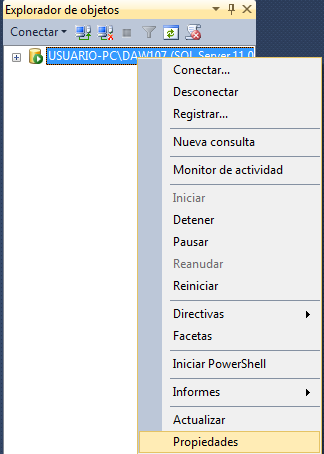 Explorador de objetos
Conectar
USUARIO-PC\DAW107 (SQL Server 11.0
Conectar...
Desconectar
Registrar...
Nueva consulta
Monitor de actividad
Iniciar
Detener
Pausar
Reanudar
Reiniciar
Directivas
Facetas
Iniciar PowerShell
Informes
Actualizar
Propiedades